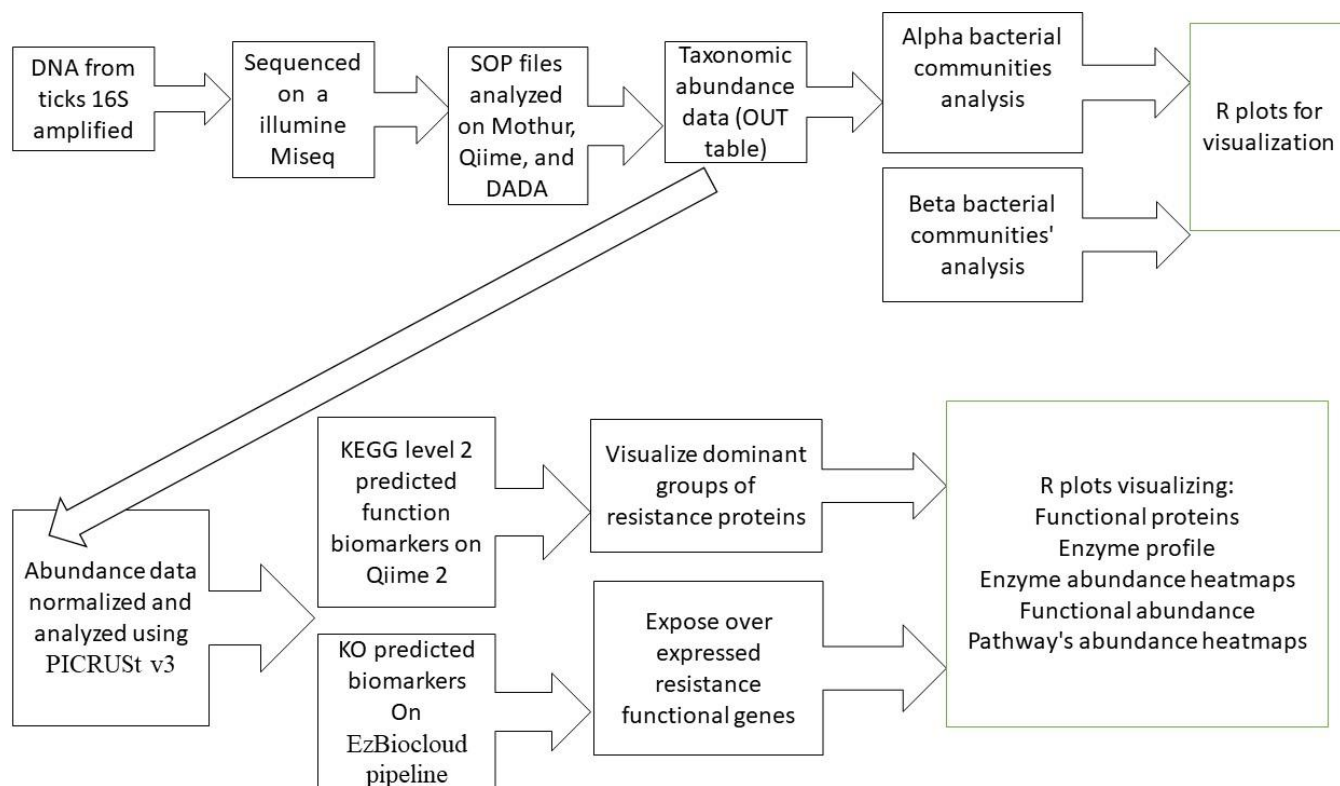 DNA from
ticks 16S
amplified
Sequenced
on a
illumine
Miseq
SOP files
analyzed
on Mothur,
Qiime, and
DADA
Taxonomic
abundance
data (OUT
table)
Alpha bacterial
communities
analysis
Beta bacterial
communities'
analysis
R plots for
visualization
Abundance data
normalized and
analyzed using
PICRUSt v3
KEGG level 2
predicted
function
biomarkers on
Qiime 2
KO predicted
biomarkers
On
EzBiocloud
pipeline
Visualize dominant
groups of
resistance proteins
Expose over
expressed
resistance
functional genes
R plots visualizing:
Functional proteins
Enzyme profile
Enzyme abundance heatmaps
Functional abundance
Pathway's abundance heatmaps